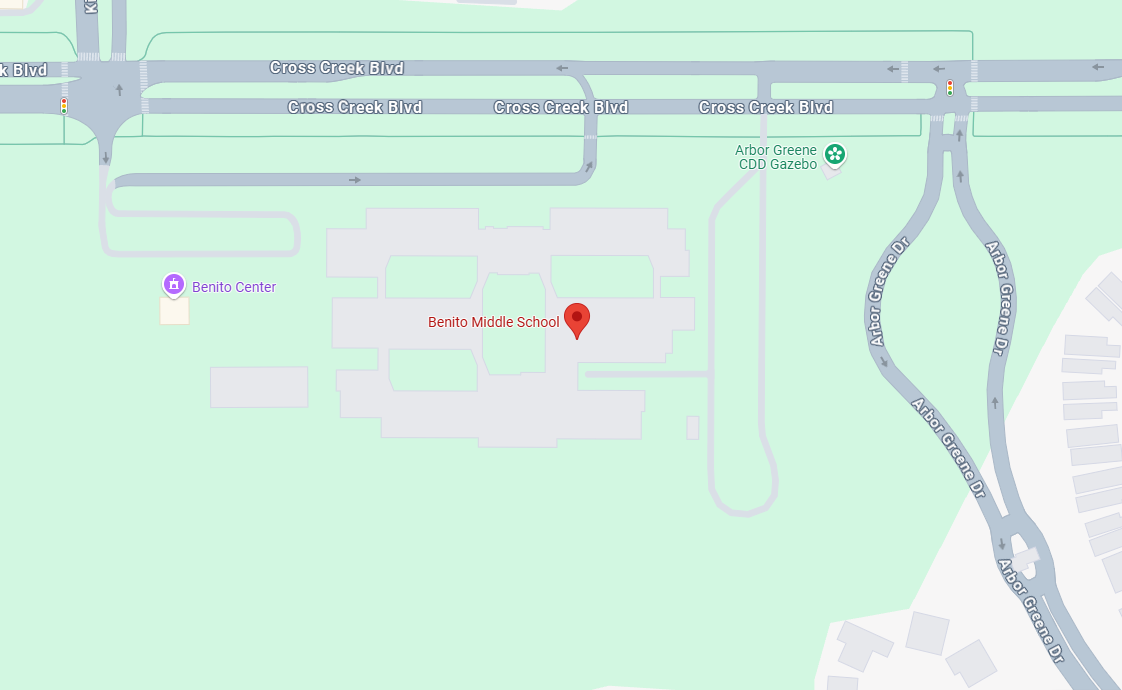 k Blvd
Cross Creek Blvd
Cross Creek Blvd
Cross Creek Blvd
Cross Creek Blvd
Arbor Greene
CDD Gazebo
Arbor Greene Dr
Arbor Greene Dr
Benito Center
Benito Middle School
Arbor Greene Dr
Arbor Greene Dr